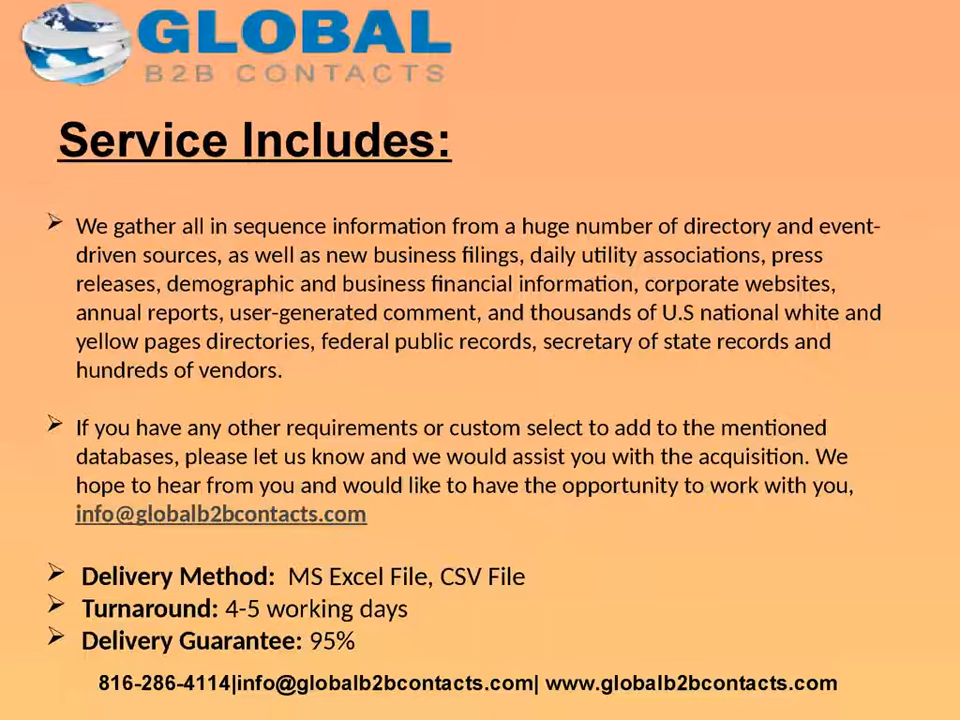 GLOBAL
B2B CONTACTS
Service Includes:
➢ We gather all in sequence information from a huge number of directory and event-
driven sources, as well as new business filings, daily utility associations, press
releases, demographic and business financial information, corporate websites,
annual reports, user-generated comment, and thousands of U.S national white and
yellow pages directories, federal public records, secretary of state records and
hundreds of vendors.
➢ If you have any other requirements or custom select to add to the mentioned
databases, please let us know and we would assist you with the acquisition. We
hope to hear from you and would like to have the opportunity to work with you,
info@globalb2bcontacts.com
➢ Delivery Method: MS Excel File, CSV File
➢ Turnaround: 4-5 working days
➢ Delivery Guarantee: 95%
816-286-4114|info@globalb2bcontacts.com| www.globalb2bcontacts.com